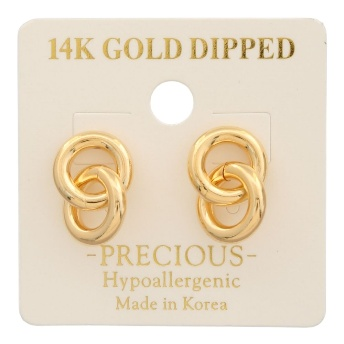 14K GOLD DIPPED
-PRECIOUS-
Hypoallergenic
Made in Korea